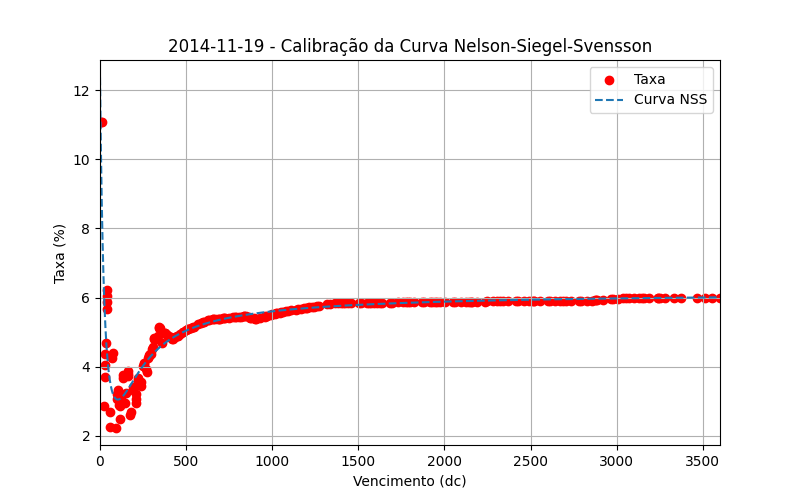 2014-11-19 - Calibração da Curva Nelson-Siegel-Svensson
Taxa
Curva NSS
12
10
8
6
4
2
Taxa (%)
0 500 1000 1500 2000 2500 3000 3500
Vencimento (dc)